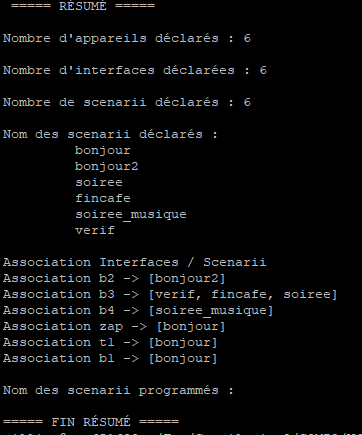 ===== RÉSUMÉ =====
Nombre d'appareils déclarés : 6
Nombre d'interfaces déclarées : 6
Nombre de scenarii déclarés : 6
Nom des scenarii déclarés :
bonjour
bonjour2
soiree
fincafe
soiree_musique
verif
Association Interfaces / Scenarii
Association b2 -> [bonjour2]
Association b3 -> [verif, fincafe, soiree]
Association b4 -> [soiree_musique]
Association zap -> [bonjour]
Association t1 -> [bonjour]
Association b1 -> [bonjour]
Nom des scenarii programmés :
===== FIN RÉSUMÉ =====